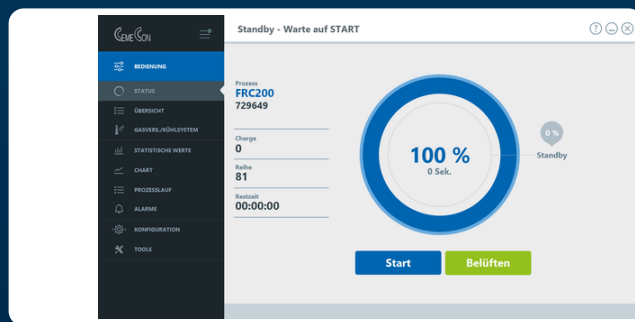 CemeCon
Standby - Warte auf START
?
BEDIENUNG
STATUS
ÜBERSICHT
GASVERS./KÜHLSYSTEM
STATISTISCHE WERTE
CHART
PROZESSLAUF
ALARME
KONFIGURATION
TOOLS
Prozess
FRC200
729649
Charge
0
Reihe
81
Restzeit
00:00:00
100 %
0 Sek.
0 %
Standby
Start
Belüften